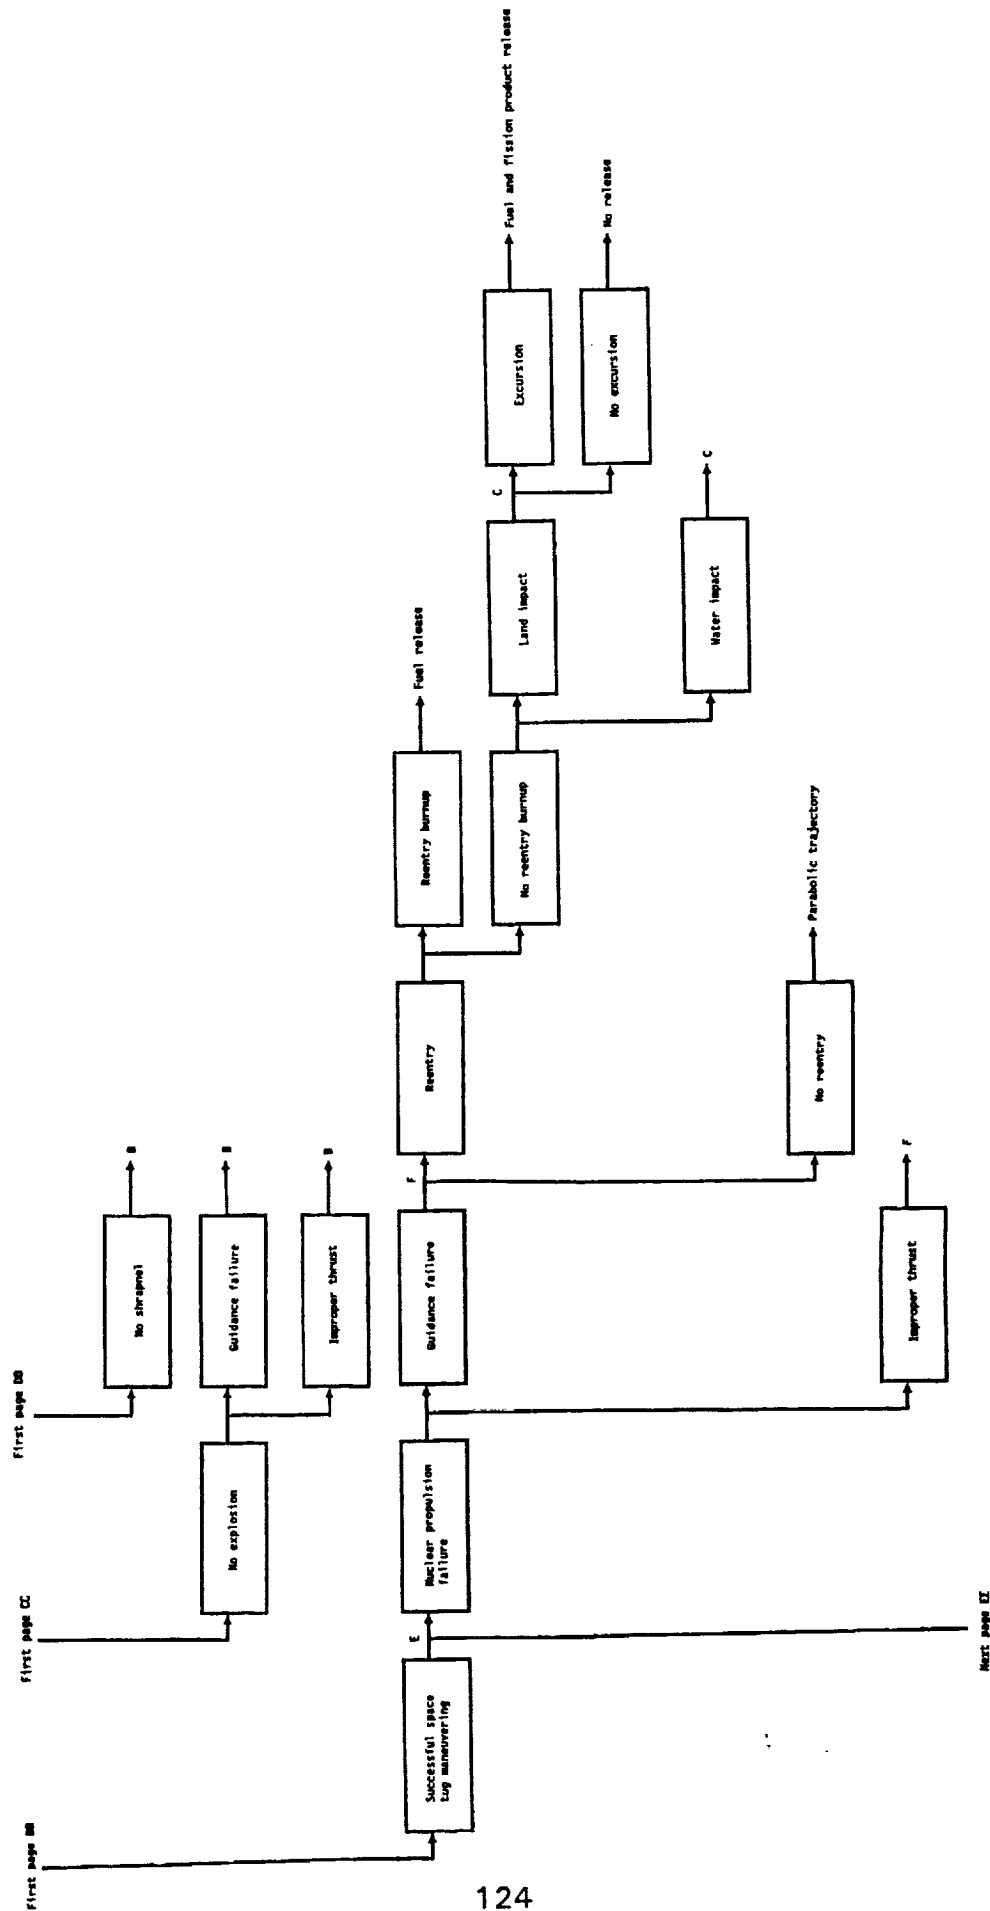 First page BB
First page CC
First page DD
Successful space
tug maneuvering
E
Next page EE
No explosion
Nuclear propulsion
failure
No shrapnel
B
Guidance failure
B
Improper thrust
B
Guidance failure
F
Improper thrust
F
Reentry
No reentry
Parabolic trajectory
Reentry burnup
Fuel release
No reentry burnup
Land impact
C
Water impact
C
Excursion
Fuel and fission product release
No excursion
No release
124